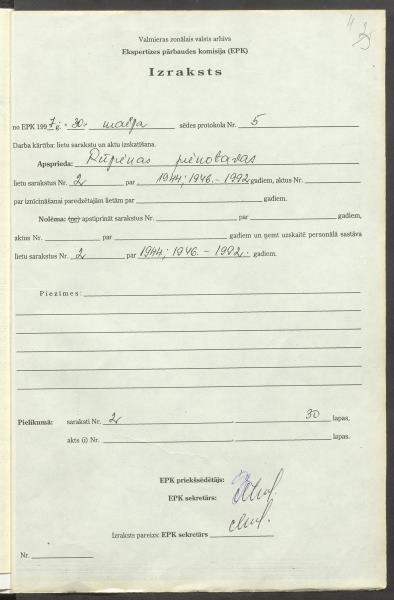 Valmieras zonālais valsts arhīvs
Ekspertīzes pārbaudes komisija (EPK)
Izraksts
no EPK 1997.g. 30. maija sēdes protokola Nr. 5
Darba kārtība: lietu sarakstu un aktu izskatīšana.
Apsprieda: Rūpniecības pienotavas
lietu sarakstus Nr. 2 par 1944; 1946. - 1992 gadiem, aktus Nr.
par iznīcināšanai paredzētajām lietām par gadiem.
Nolēma: (ne) apstiprināt sarakstus Nr. par gadiem,
aktus Nr. par gadiem un ņemt uzskaitē personālā sastāva
lietu sarakstus Nr. 2 par 1944; 1946. - 1992. gadiem.
Piezīmes:
Pielikumā: saraksti Nr. 2 30 lapas,
akts (i) Nr. lapas.
EPK priekšsēdētājs:
EPK sekretārs:
Izraksts pareizs: EPK sekretārs
Nr.